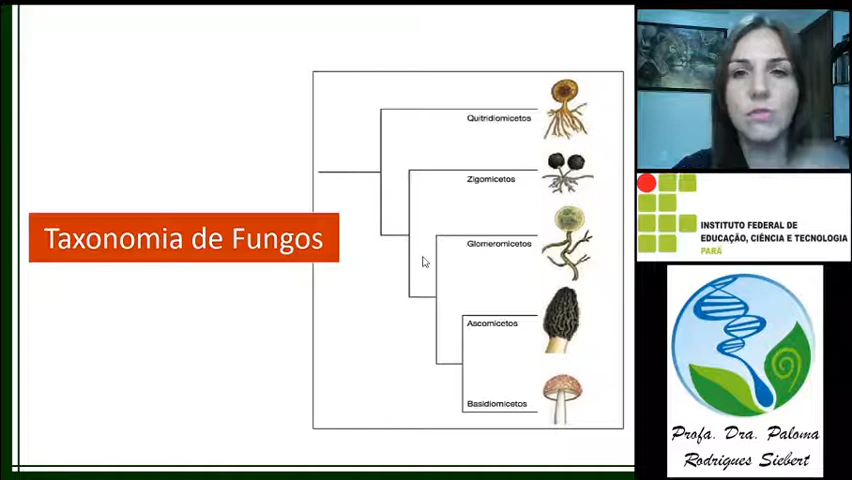 Taxonomia de Fungos
Quitridiomicetos
Zigomicetos
Glomeromicetos
Ascomicetos
Basidiomicetos
INSTITUTO FEDERAL DE
EDUCAÇÃO, CIÊNCIA E TECNOLOGIA
PARÁ
Profa. Dra. Paloma
Rodrigues Siebert